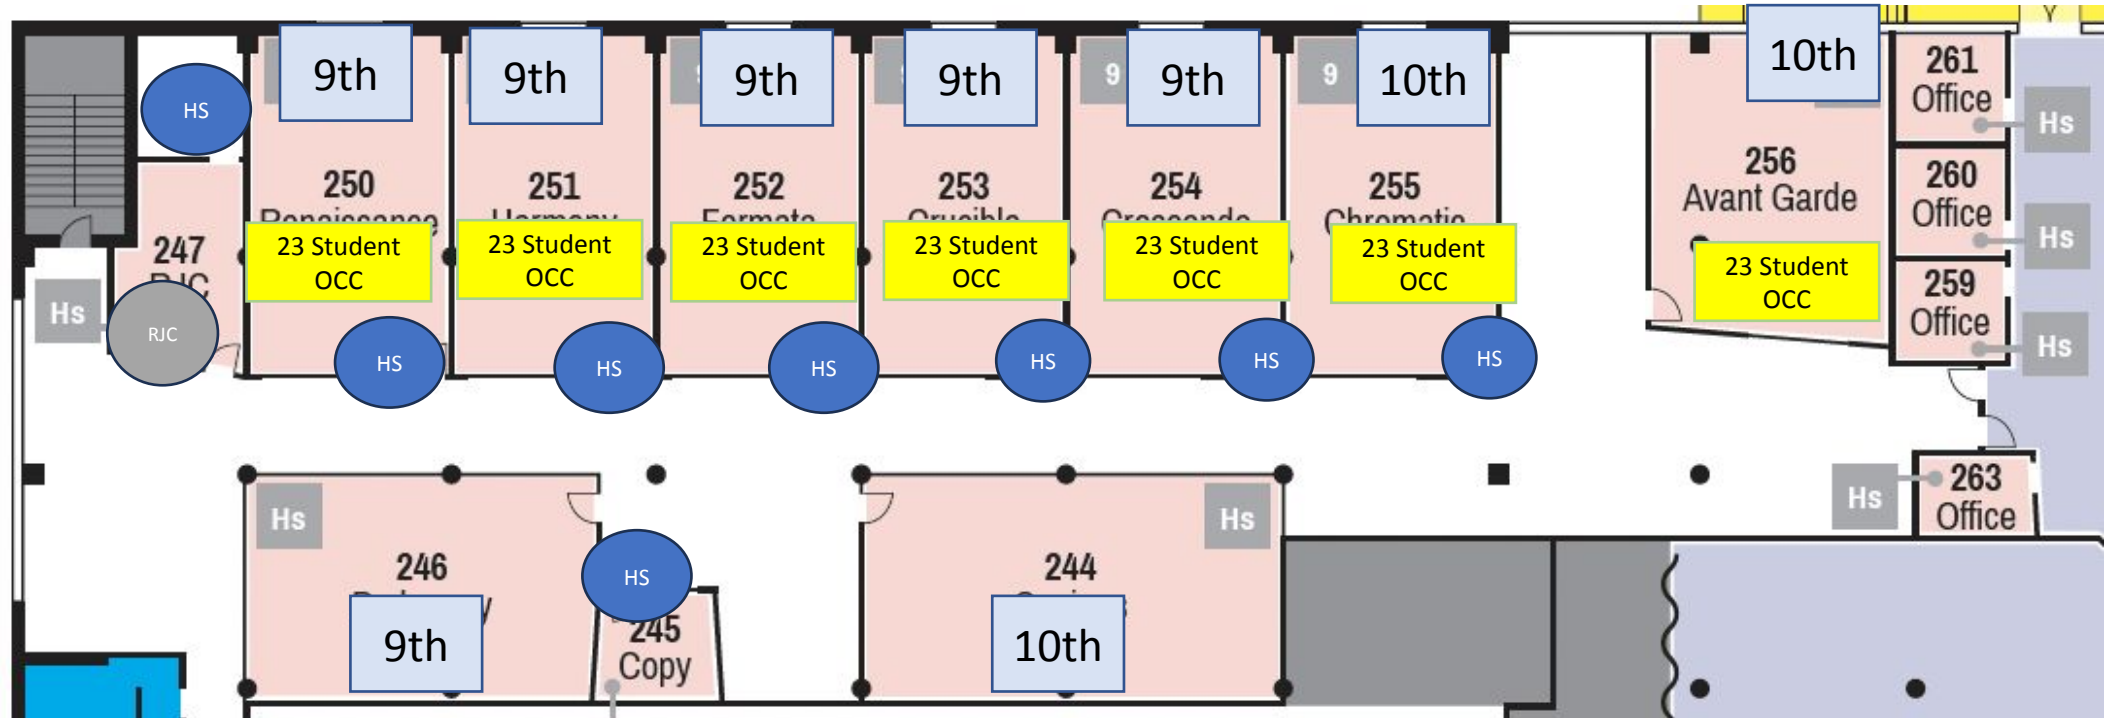 Y
9th
9th
9th
9th
9
9th
9
10th
10th
HS
261
Office
Hs
250
251
252
253
254
255
256
Avant Garde
260
Office
Hs
247
23 Student
OCC
23 Student
OCC
23 Student
OCC
23 Student
OCC
23 Student
OCC
23 Student
OCC
23 Student
OCC
259
Office
Hs
Hs
RJC
HS
HS
HS
HS
HS
HS
Hs
246
9th
HS
245
Copy
Hs
244
10th
Hs
263
Office